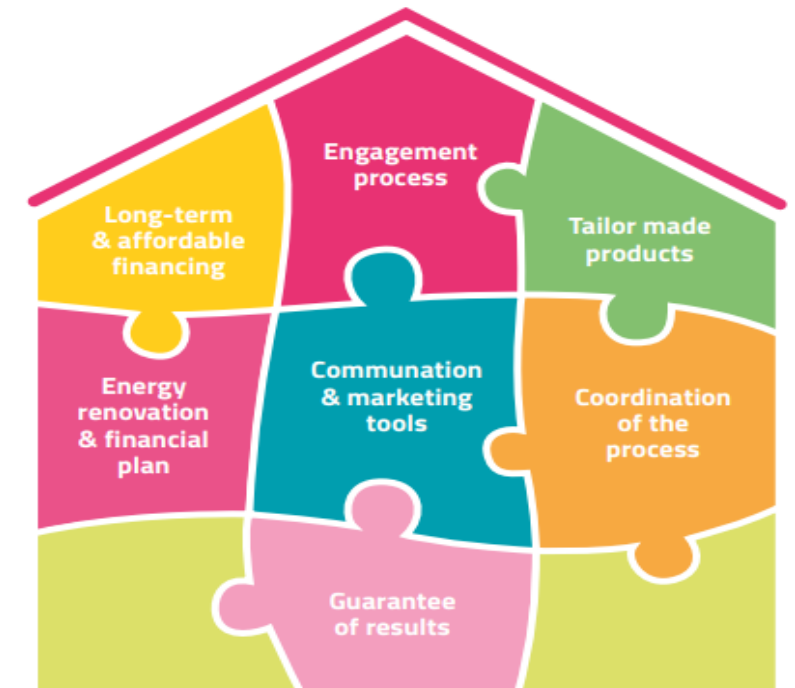 Engagement
process
Long-term
& affordable
financing
Tailor made
products
Energy
renovation
& financial
plan
Communation
& marketing
tools
Coordination
of the
process
Guarantee
of results